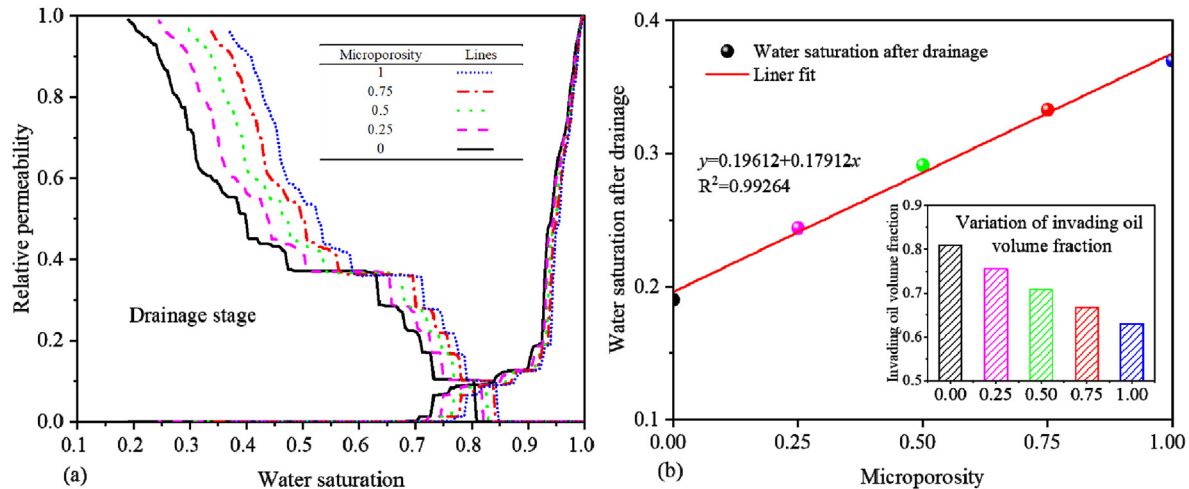 Relative permeability
1.0
0.8
0.6
0.4
0.2
0.0
Microporosity Lines
1
0.75
0.5
0.25
0
Drainage stage
0.1 0.2 0.3 0.4 0.5 0.6 0.7 0.8 0.9 1.0
(a)
Water saturation
Water saturation after drainage
0.4
0.3
0.2
0.1
Water saturation after drainage
Liner fit
y=0.19612+0.17912x
R²=0.99264
Invading oil volume fraction
0.9
0.8
0.7
0.6
0.5
Variation of invading oil
volume fraction
0.00 0.25 0.50 0.75 1.00
0.00 0.25 0.50 0.75 1.00
(b)
Microporosity